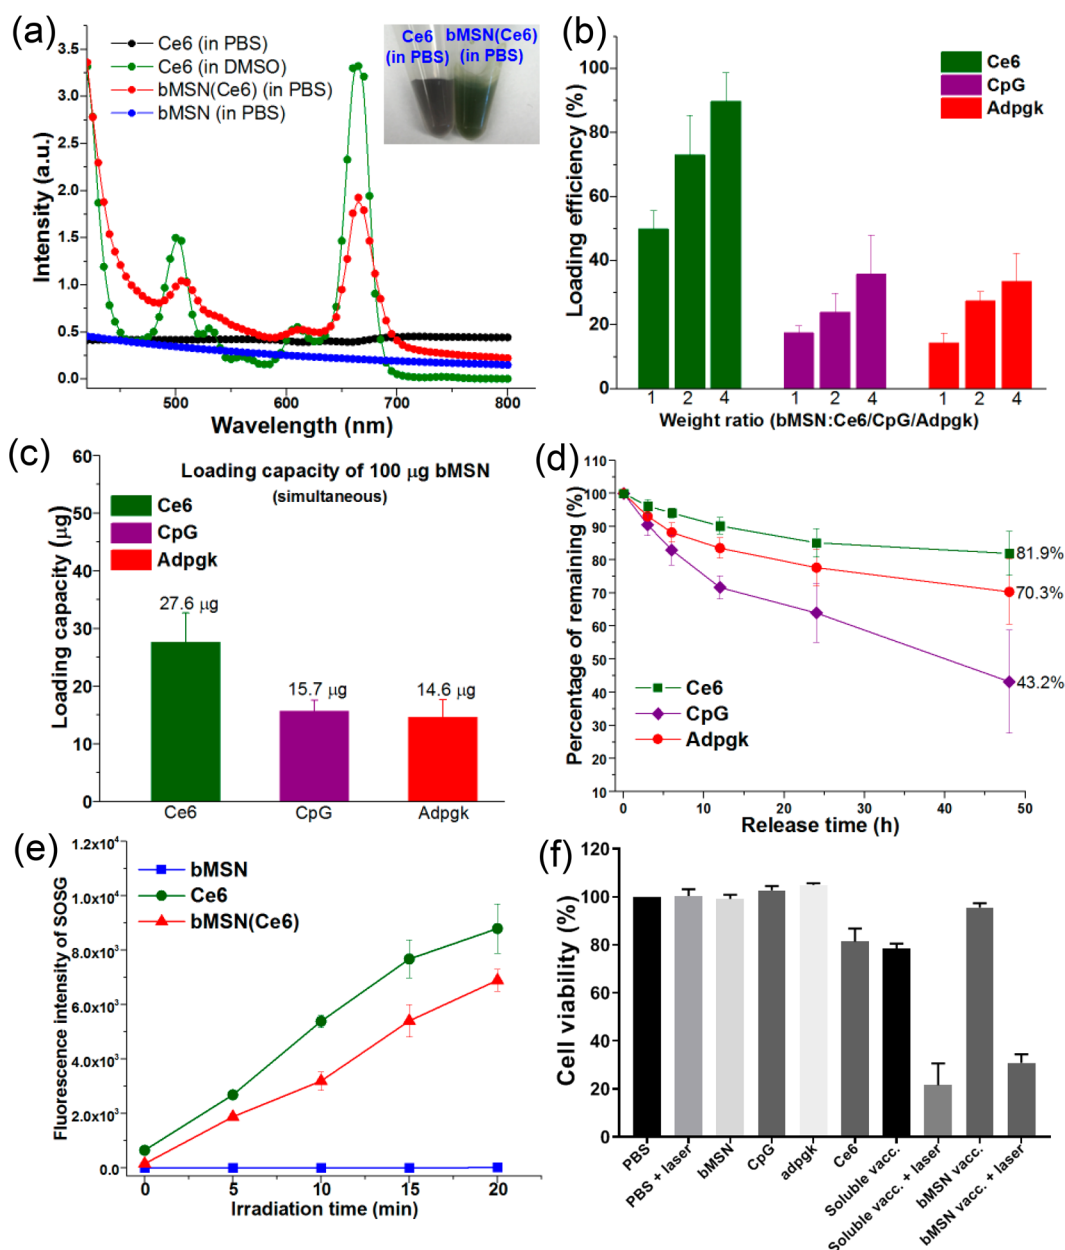 (a)
Ce6 (in PBS)
Ce6 (in DMSO)
bMSN(Ce6) (in PBS)
bMSN (in PBS)
Ce6 bMSN(Ce6)
(in PBS) (in PBS)
Intensity (a.u.)
3.5
3.0
2.5
2.0
1.5
1.0
0.5
0.0
500 600 700 800
Wavelength (nm)
(b)
Ce6
CpG
Adpgk
Loading efficiency (%)
100
80
60
40
20
0
1 2 4 1 2 4 1 2 4
Weight ratio (bMSN:Ce6/CpG/Adpgk)
(c)
Loading capacity of 100 μg bMSN
(simultaneous)
Ce6
CpG
Adpgk
Loading capacity (μg)
60
50
40
30
20
10
0
27.6 μg
15.7 μg
14.6 μg
Ce6 CpG Adpgk
(d)
Percentage of remaining (%)
110
100
90
80
70
60
50
40
30
20
10
81.9%
70.3%
43.2%
Ce6
CpG
Adpgk
0 10 20 30 40 50
Release time (h)
(e)
bMSN
Ce6
bMSN(Ce6)
Fluorescence intensity of SOSG
1.2x10⁴
1.0x10⁴
8.0x10³
6.0x10³
4.0x10³
2.0x10³
0.0
0 5 10 15 20
Irradiation time (min)
(f)
Cell viability (%)
120
100
80
60
40
20
0
PBS
PBS + laser
bMSN
CpG
adpgk
Ce6
Soluble vacc.
Soluble vacc. + laser
bMSN vacc.
bMSN vacc. + laser